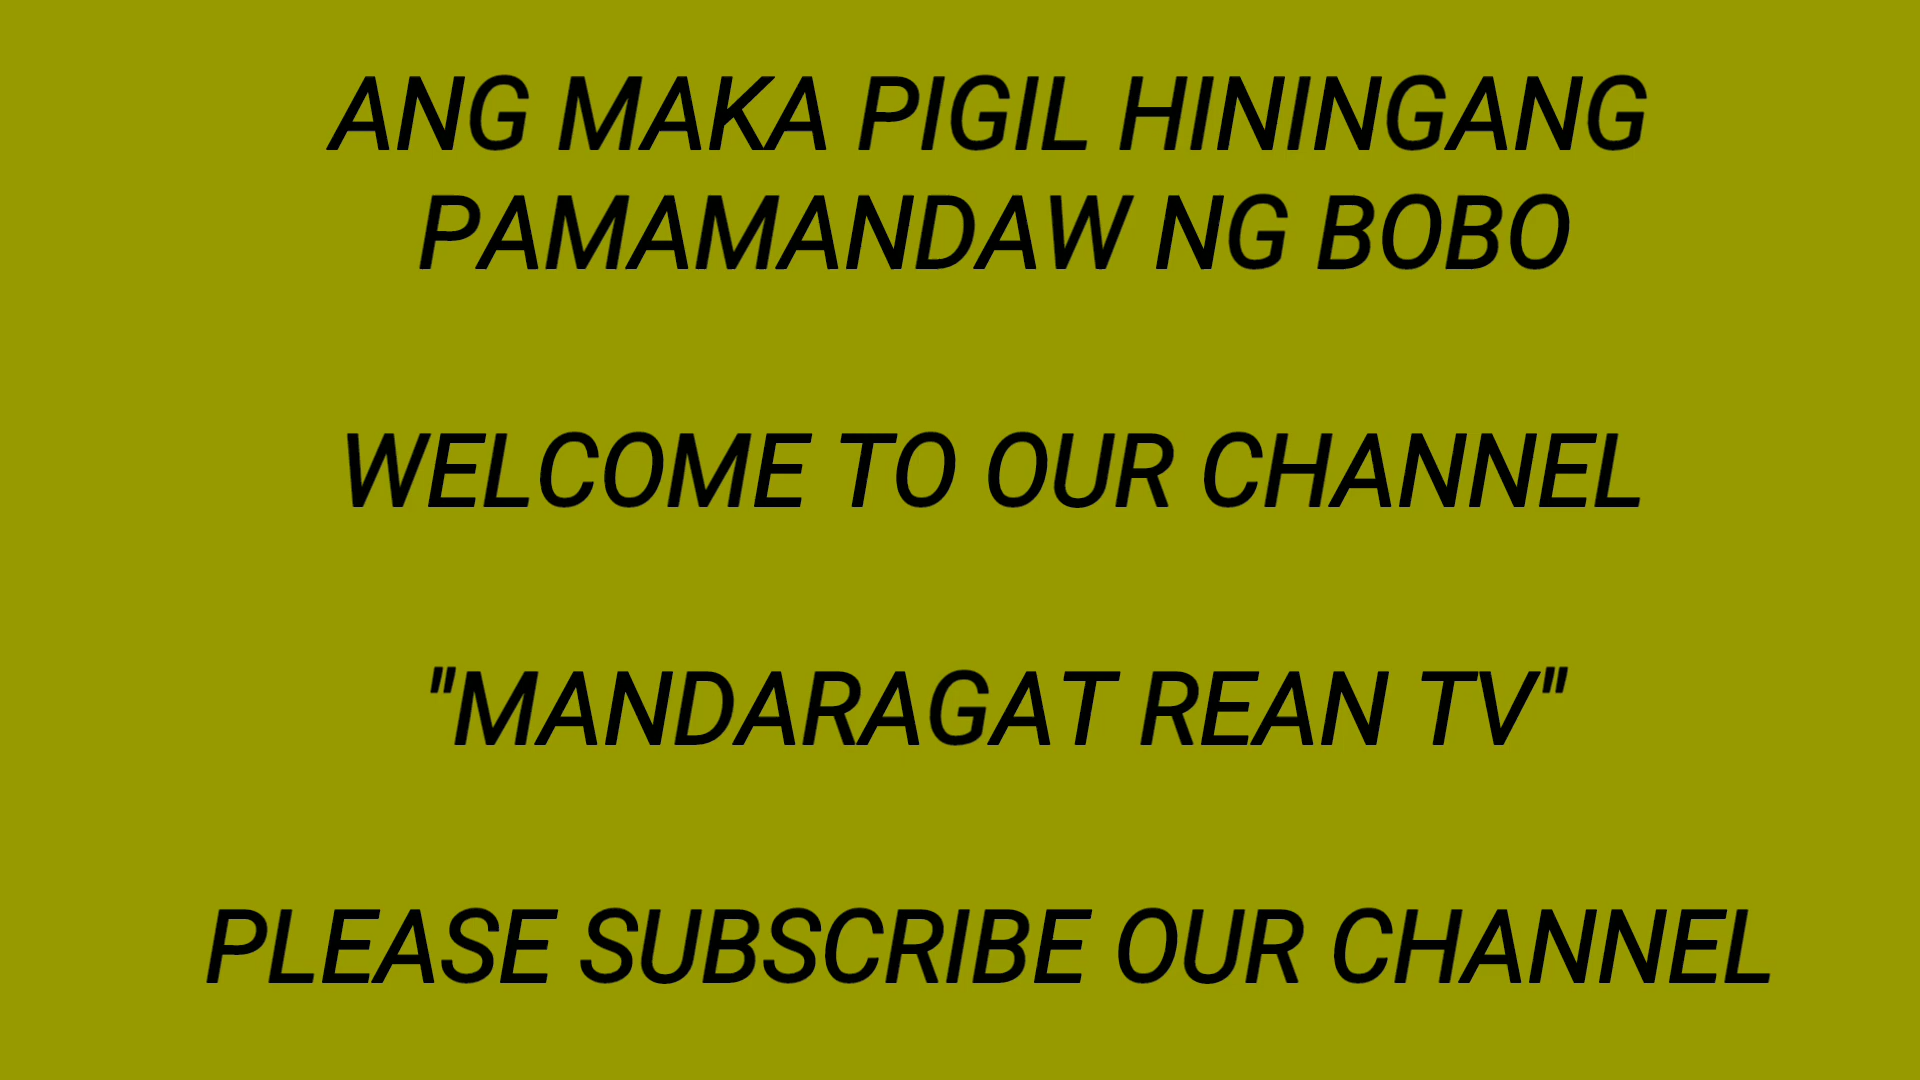 ANG MAKA PIGIL HININGANG
PAMAMANDAW NG BOBO
WELCOME TO OUR CHANNEL
"MANDARAGAT REAN TV"
PLEASE SUBSCRIBE OUR CHANNEL